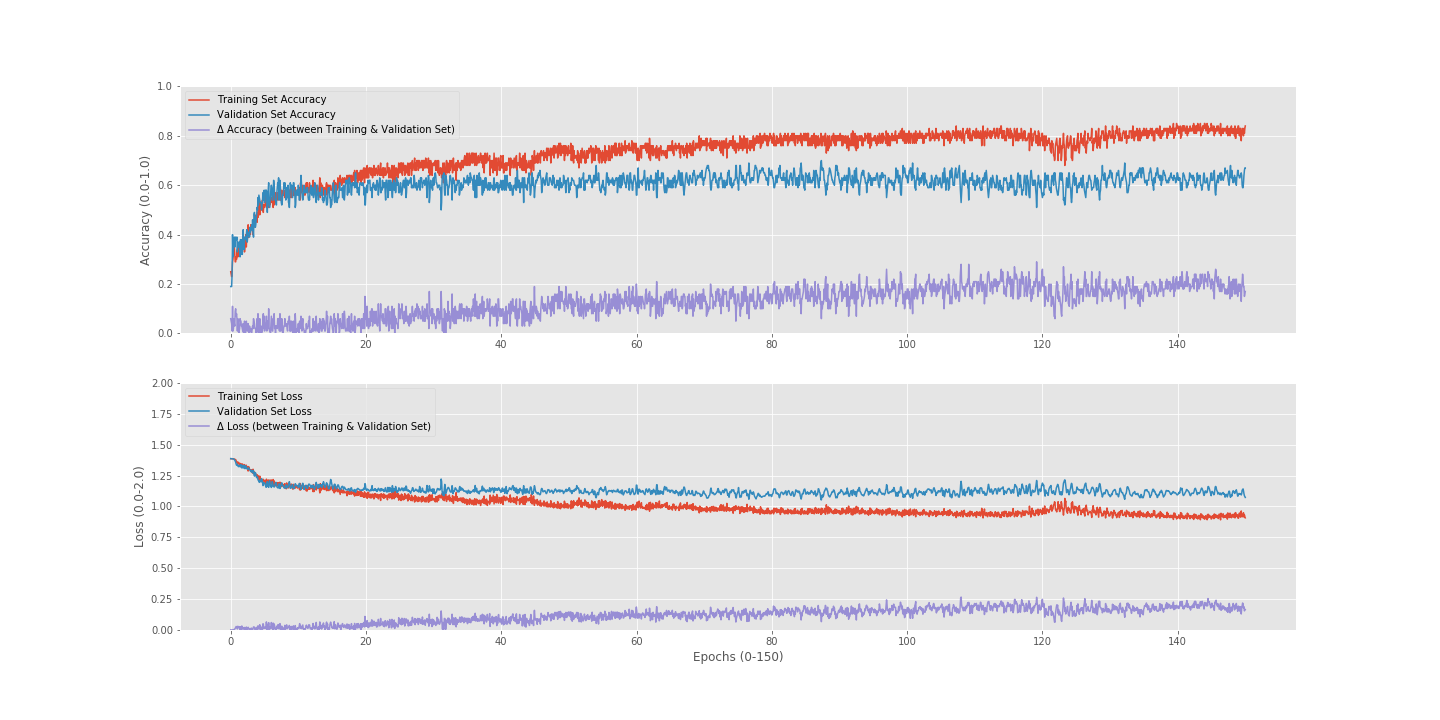 1.0
0.8
0.6
0.4
0.2
0.0
Accuracy (0.0-1.0)
Training Set Accuracy
Validation Set Accuracy
Δ Accuracy (between Training & Validation Set)
0 20 40 60 80 100 120 140
2.00
1.75
1.50
1.25
1.00
0.75
0.50
0.25
0.00
Loss (0.0-2.0)
Training Set Loss
Validation Set Loss
Δ Loss (between Training & Validation Set)
0 20 40 60 80 100 120 140
Epochs (0-150)